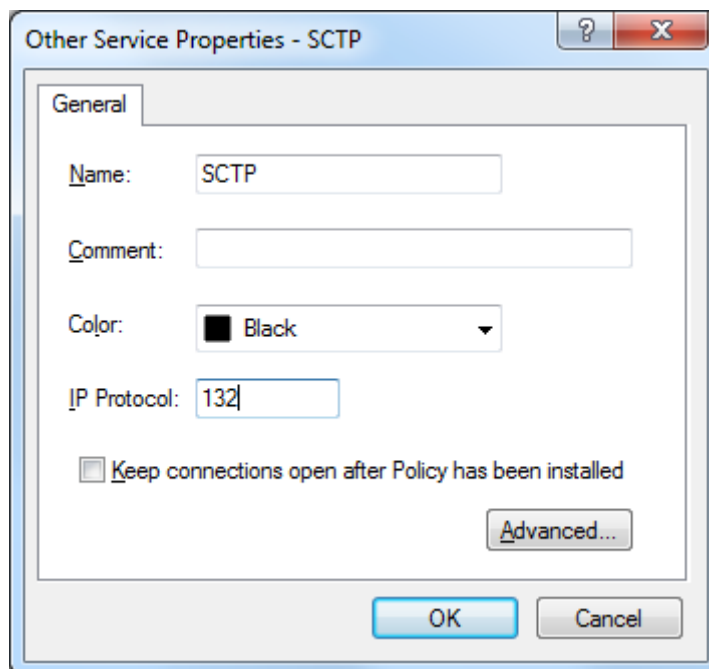 Other Service Properties - SCTP
General
Name: SCTP
Comment:
Color: Black
IP Protocol: 132
Keep connections open after Policy has been installed
Advanced...
OK Cancel